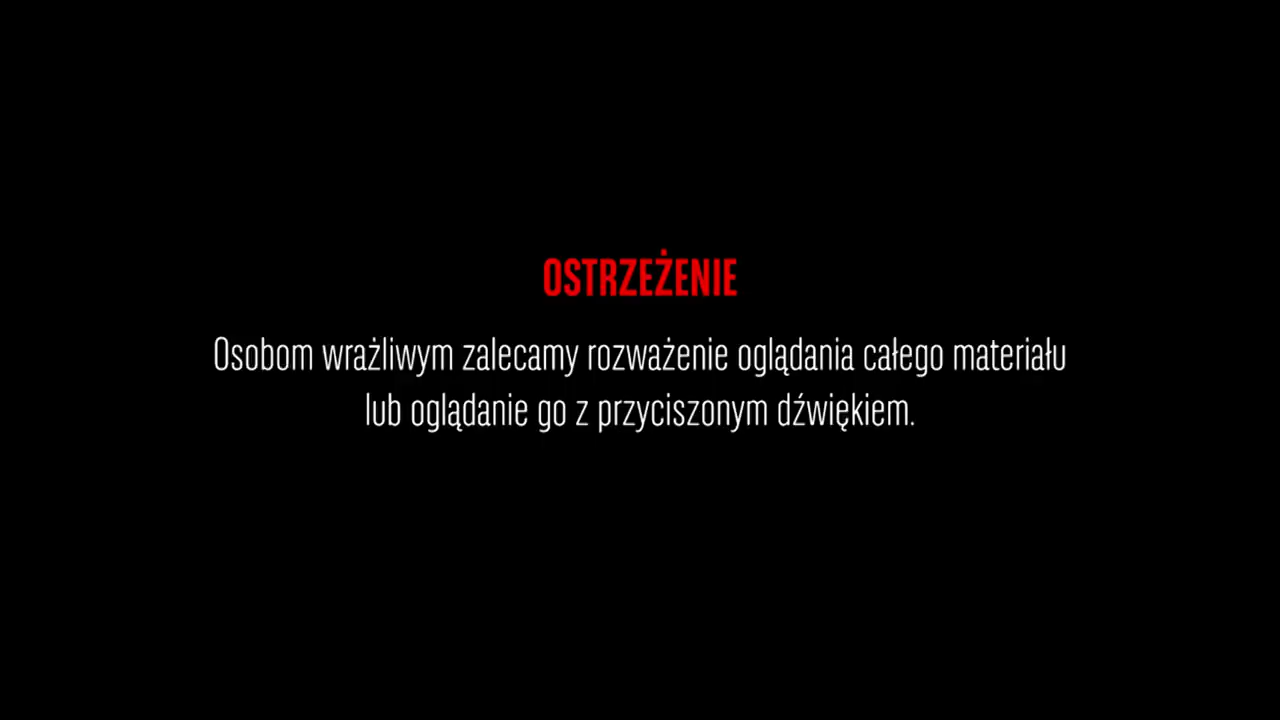 OSTRZEŻENIE
Osobom wrażliwym zalecamy rozważenie oglądania całego materiału
lub oglądanie go z przyciszonym dźwiękiem.